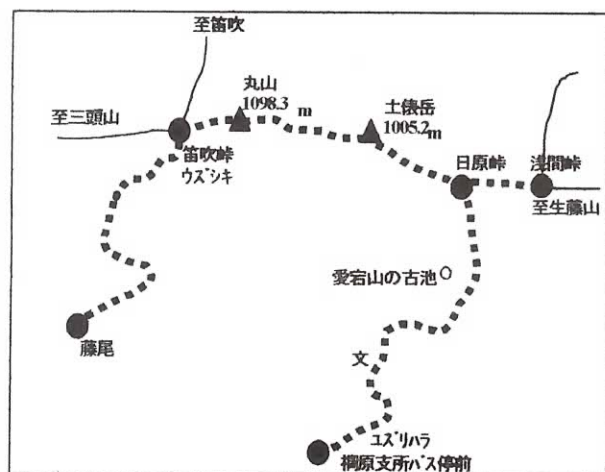 至笛吹
丸山
1098.3 m
至三頭山
土俵岳
1005.2m
笛吹峠
ウズシキ
日原峠
浅間峠
至生藤山
愛宕山の古池
藤尾
文
ユズリハラ
棡原支所バス停前